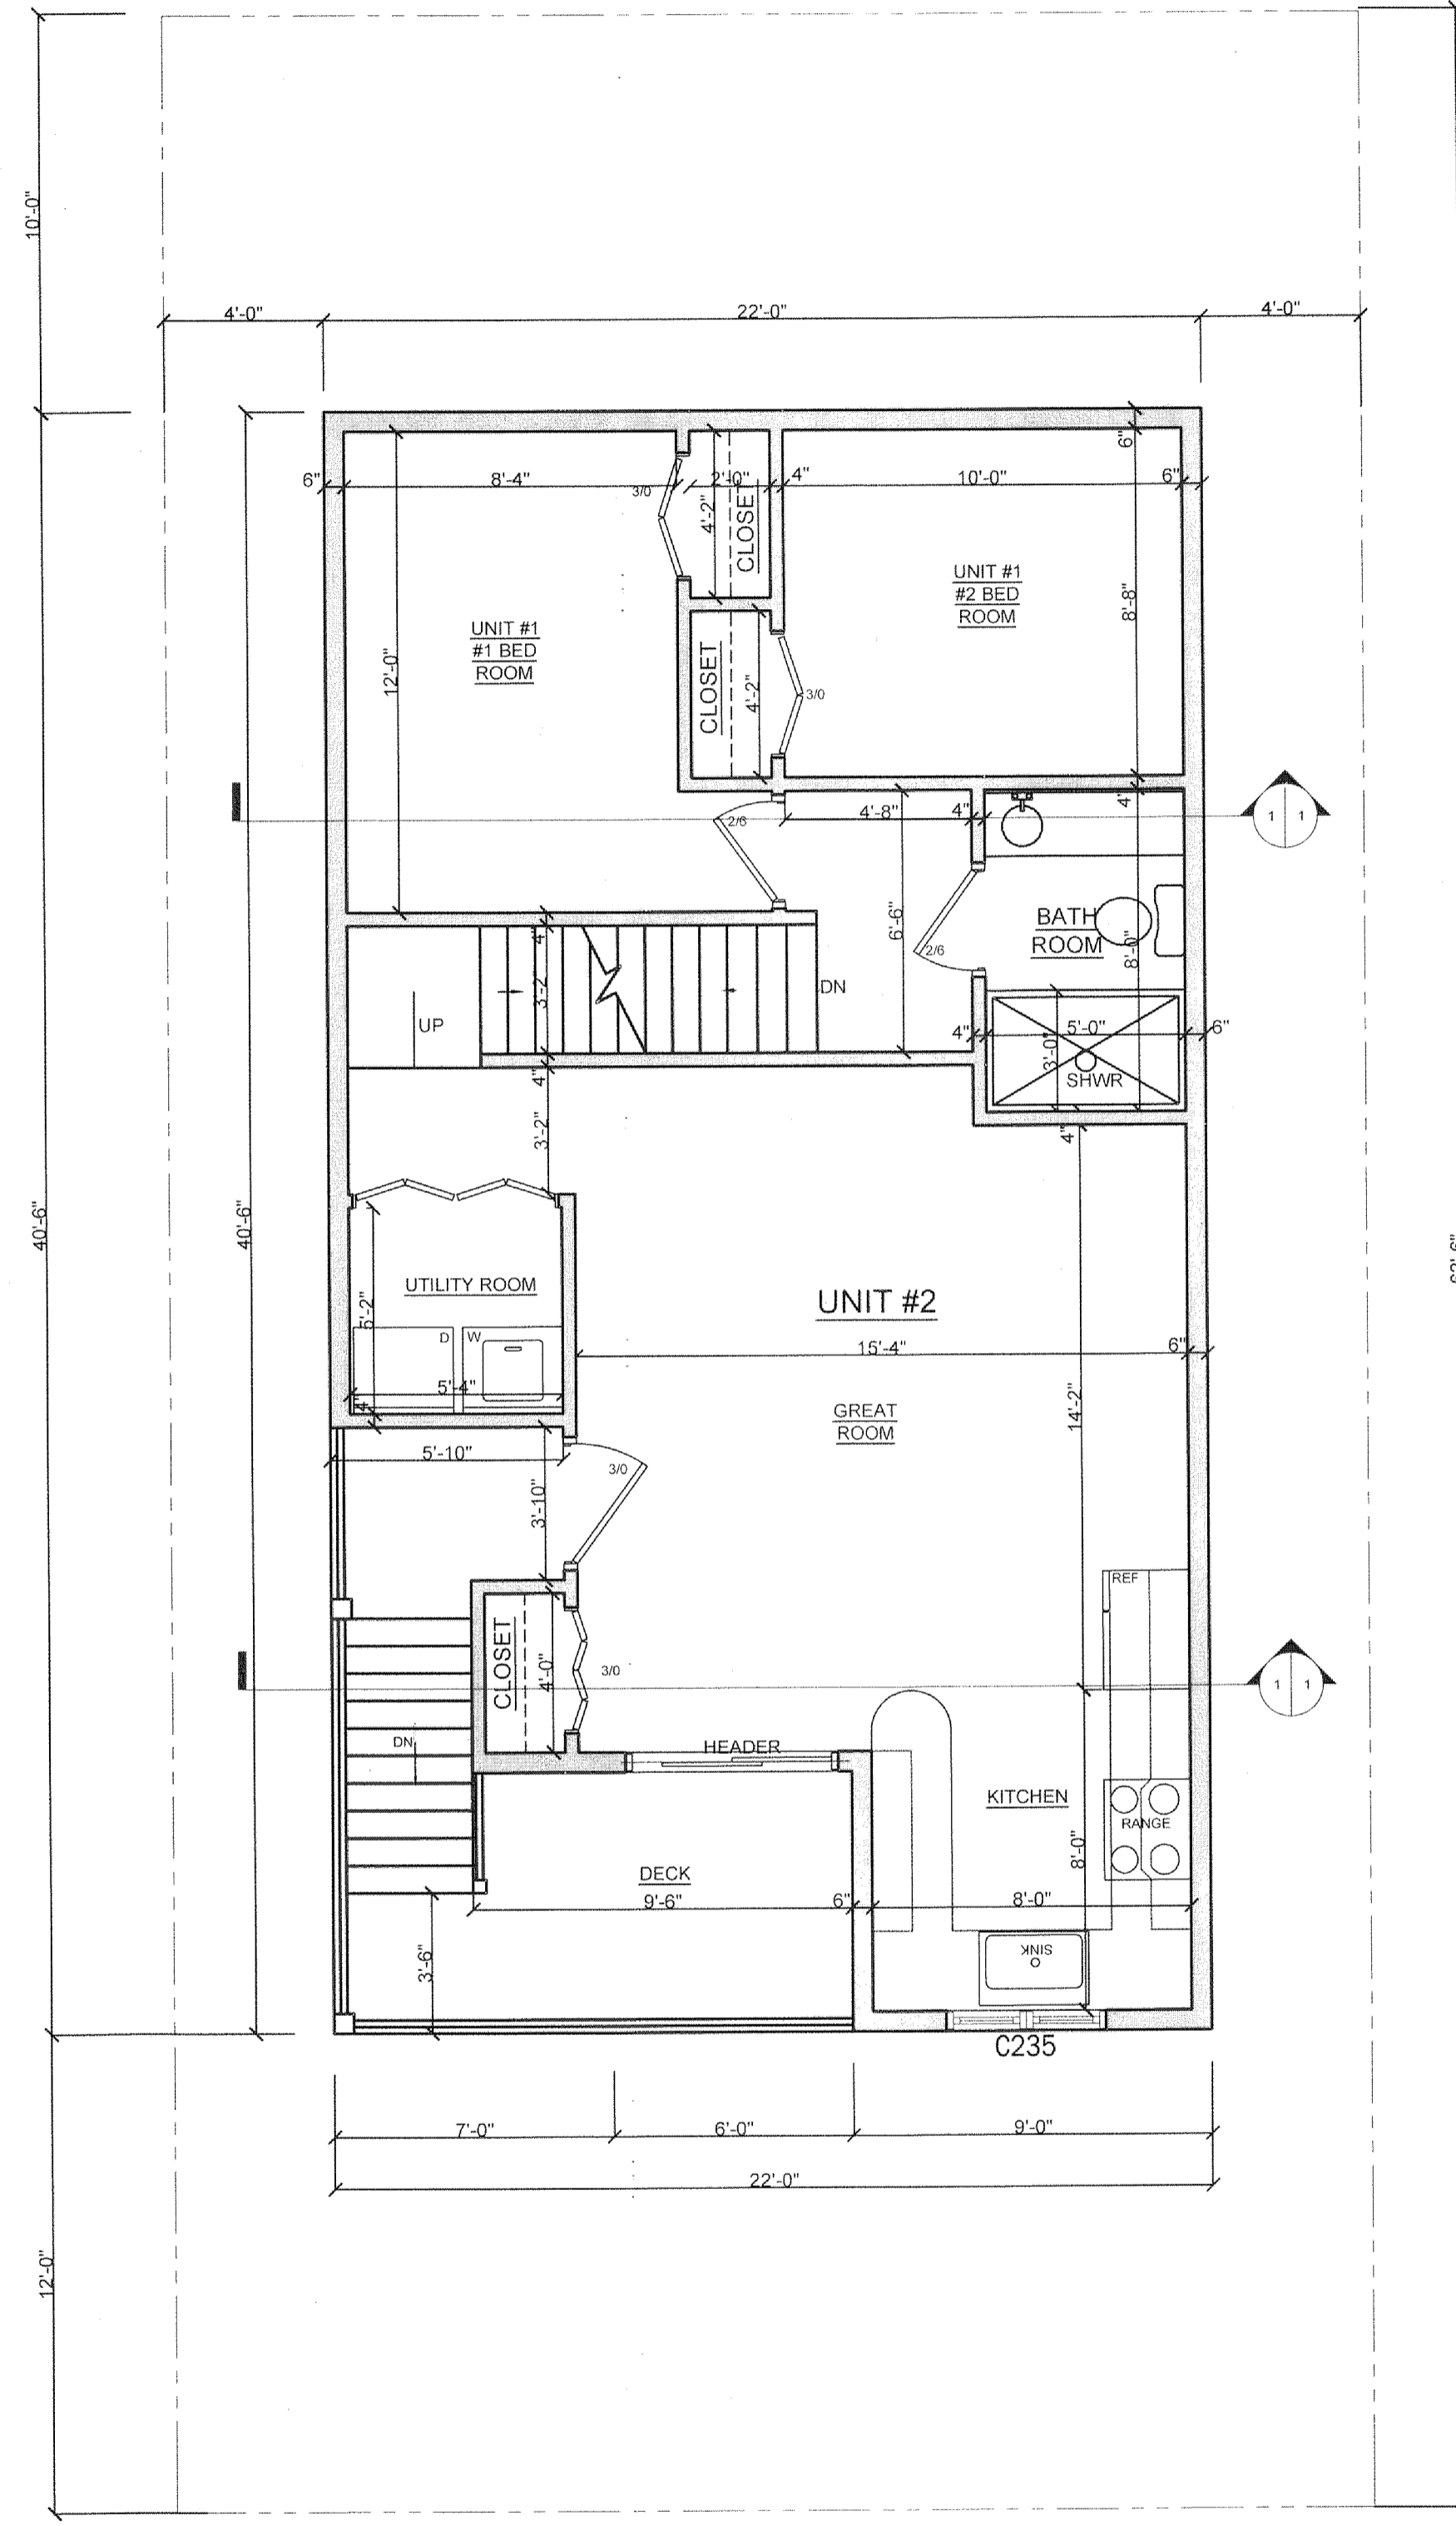 10'-0"
4'-0"
22'-0"
4'-0"
6"
6"
8'-4"
3/0
2'-0"
4"
10'-0"
6"
4'-2"
CLOSET
UNIT #1
#2 BED
ROOM
8'-8"
UNIT #1
#1 BED
ROOM
12'-0"
CLOSET
4'-2"
3/0
4"
2/6
4'-8"
4"
1
1
6'-6"
BATH
ROOM
8'-0"
2/6
4"
3'-2"
UP
DN
4"
5'-0"
6"
3'-0"
SHWR
4"
3'-2"
4"
40'-6"
40'-6"
UTILITY ROOM
5'-2"
D
W
5'-4"
4"
UNIT #2
15'-4"
6"
14'-2"
GREAT
ROOM
5'-10"
3/0
3'-10"
REF
CLOSET
4'-0"
3/0
1
1
DN
HEADER
KITCHEN
RANGE
8'-0"
DECK
9'-6"
6"
8'-0"
3'-6"
SINK
C235
7'-0"
6'-0"
9'-0"
22'-0"
12'-0"